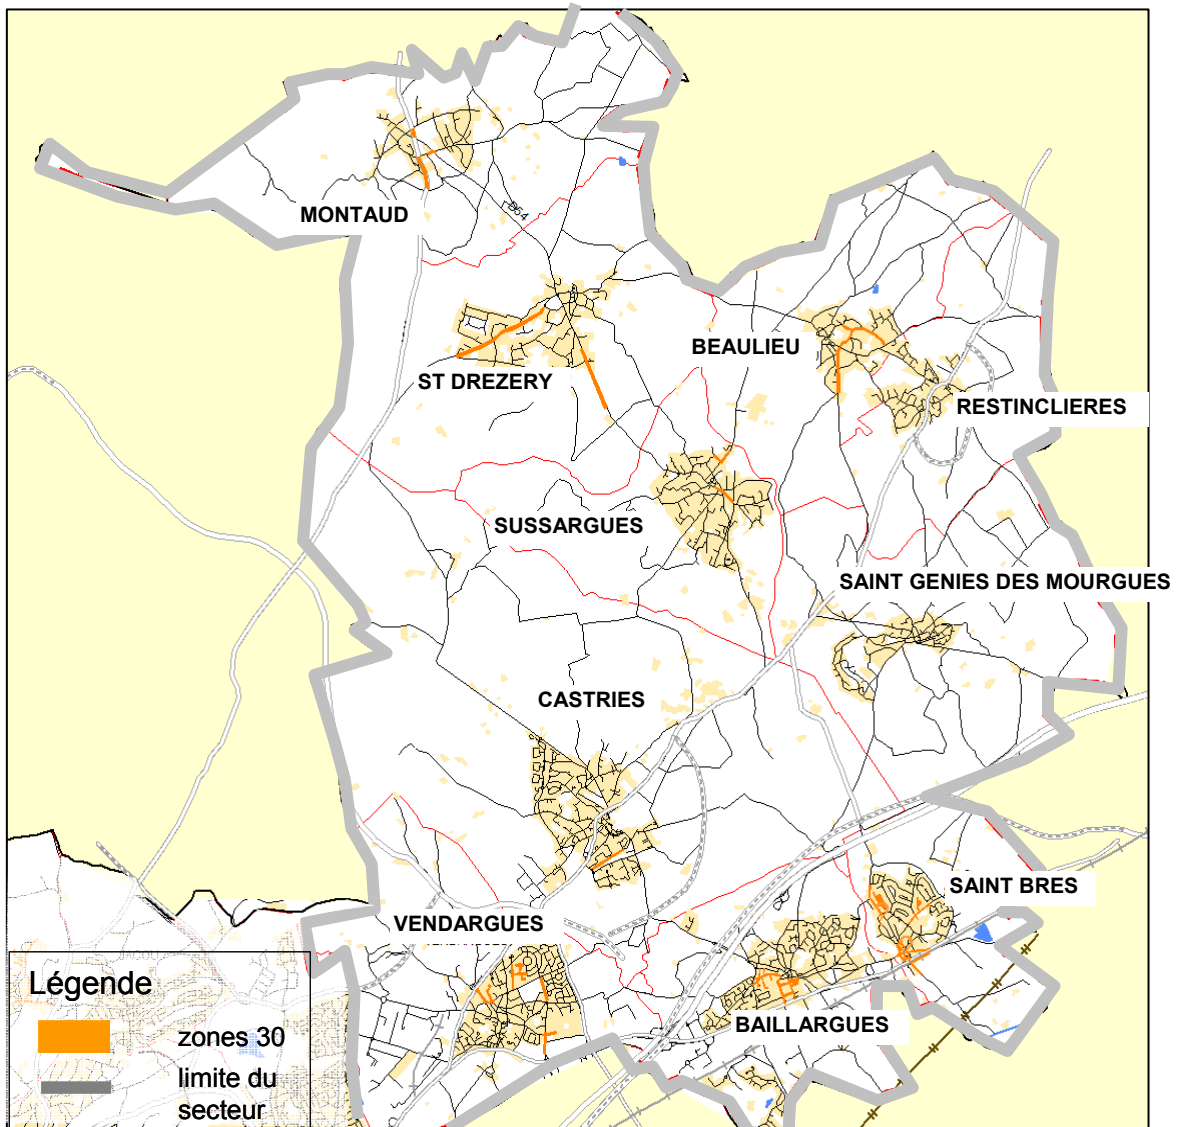 MONTAUD
D54
BEAULIEU
ST DREZERY
RESTINCLIERES
SUSSARGUES
SAINT GENIES DES MOURGUES
CASTRIES
SAINT BRES
VENDARGUES
BAILLARGUES
Légende
zones 30
limite du
secteur